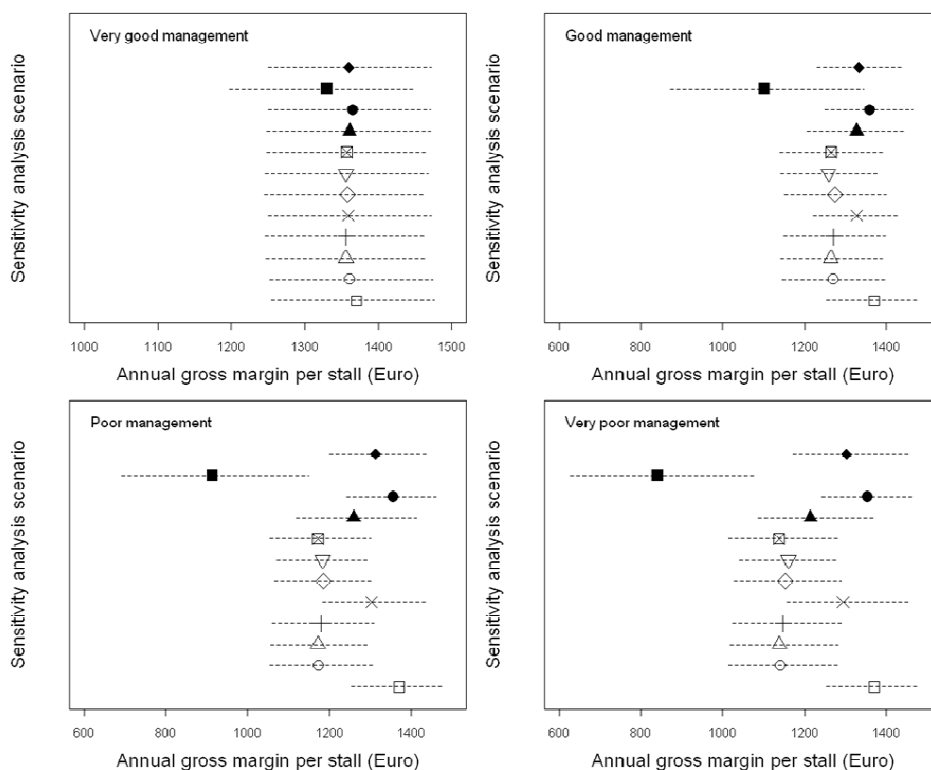 Very good management
Sensitivity analysis scenario
1000 1100 1200 1300 1400 1500
Annual gross margin per stall (Euro)
Good management
Sensitivity analysis scenario
600 800 1000 1200 1400
Annual gross margin per stall (Euro)
Poor management
Sensitivity analysis scenario
600 800 1000 1200 1400
Annual gross margin per stall (Euro)
Very poor management
Sensitivity analysis scenario
600 800 1000 1200 1400
Annual gross margin per stall (Euro)